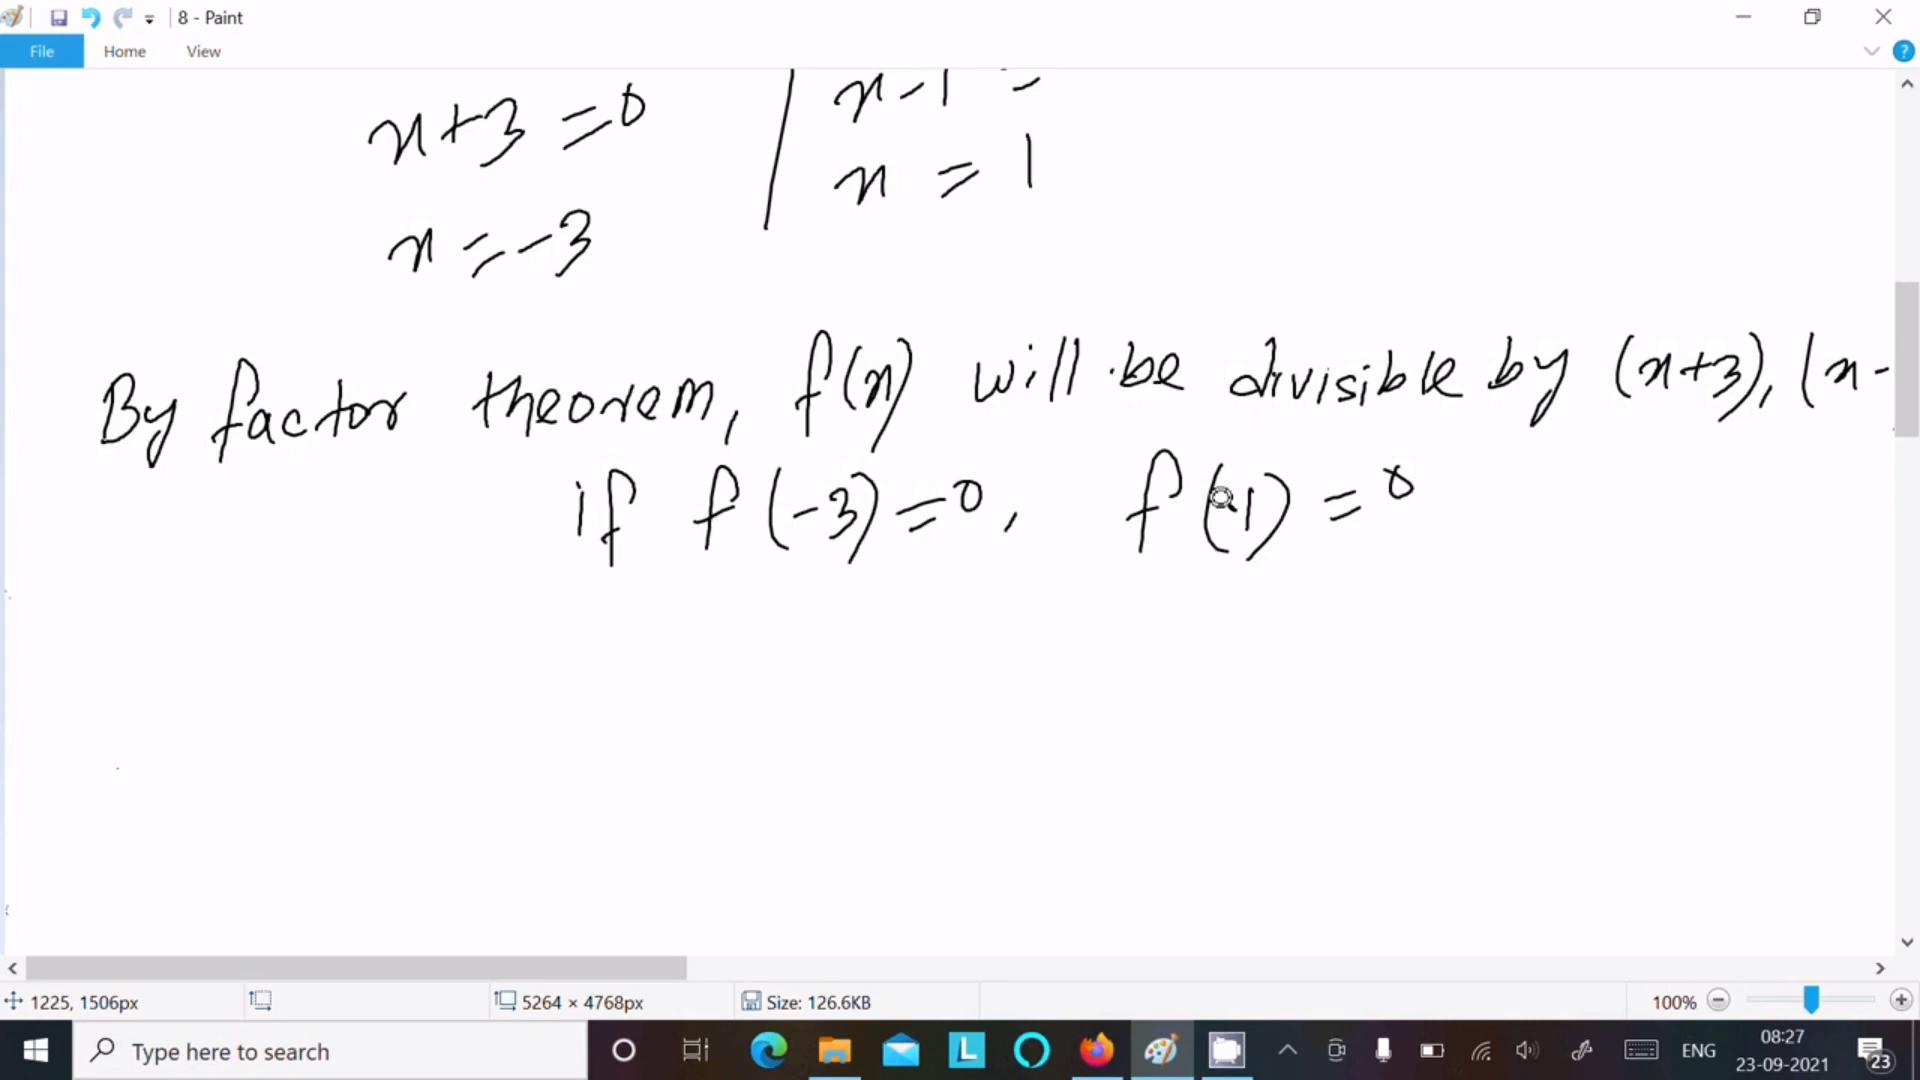 8 - Paint
File Home View
x+3 =0
x-1 =
x = 1
x = -3
By factor theorem, f(x) will be divisible by (x+3), (x-
if f(-3)=0, f(1) = 0
1225, 1506px 5264 × 4768px Size: 126.6KB 100%
Type here to search
L
ENG
08:27
23-09-2021
23